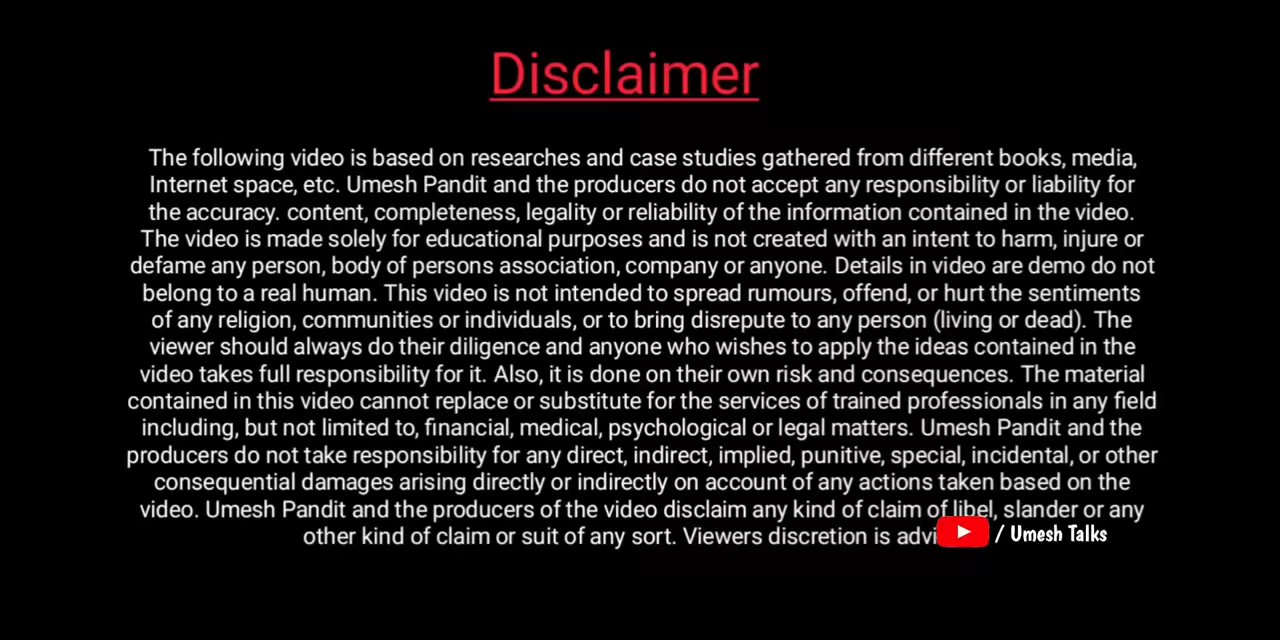 Disclaimer
The following video is based on researches and case studies gathered from different books, media,
Internet space, etc. Umesh Pandit and the producers do not accept any responsibility or liability for
the accuracy. content, completeness, legality or reliability of the information contained in the video.
The video is made solely for educational purposes and is not created with an intent to harm, injure or
defame any person, body of persons association, company or anyone. Details in video are demo do not
belong to a real human. This video is not intended to spread rumours, offend, or hurt the sentiments
of any religion, communities or individuals, or to bring disrepute to any person (living or dead). The
viewer should always do their diligence and anyone who wishes to apply the ideas contained in the
video takes full responsibility for it. Also, it is done on their own risk and consequences. The material
contained in this video cannot replace or substitute for the services of trained professionals in any field
including, but not limited to, financial, medical, psychological or legal matters. Umesh Pandit and the
producers do not take responsibility for any direct, indirect, implied, punitive, special, incidental, or other
consequential damages arising directly or indirectly on account of any actions taken based on the
video. Umesh Pandit and the producers of the video disclaim any kind of claim of libel, slander or any
other kind of claim or suit of any sort. Viewers discretion is
/ Umesh Talks